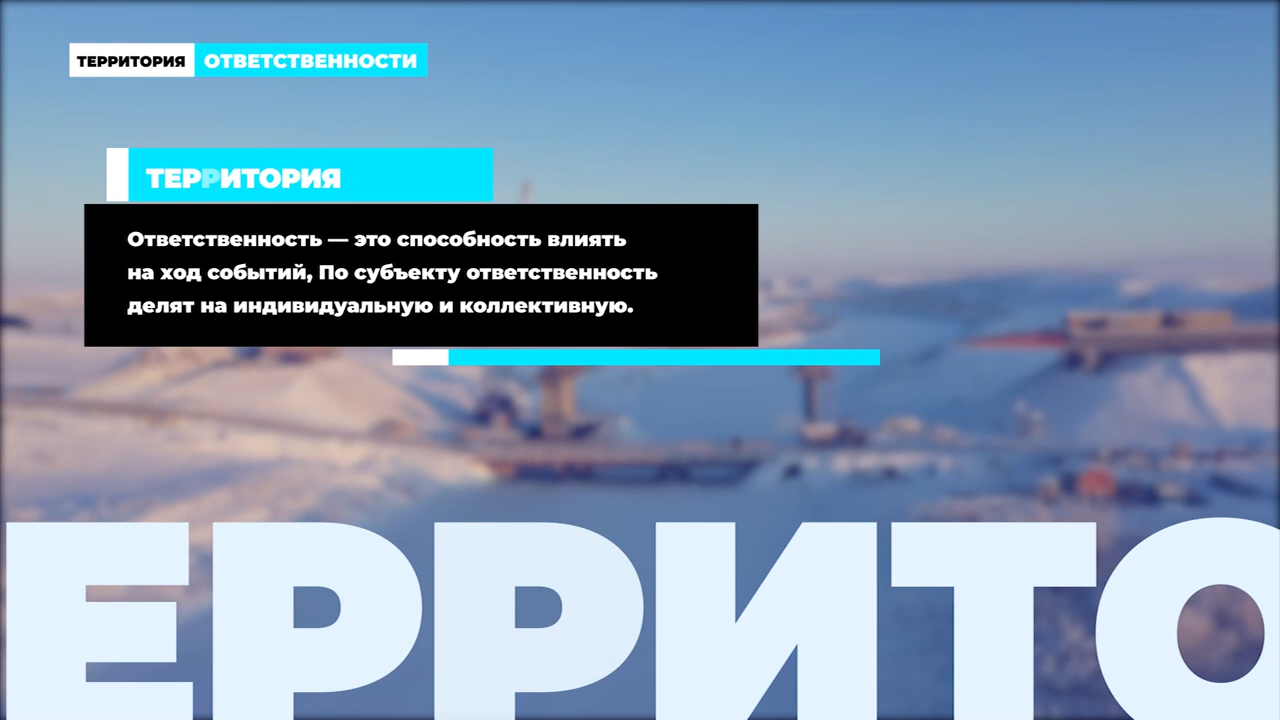 ТЕРРИТОРИЯ ОТВЕТСТВЕННОСТИ
ТЕРРИТОРИЯ
Ответственность — это способность влиять
на ход событий, По субъекту ответственность
делят на индивидуальную и коллективную.
ЕРРИТО